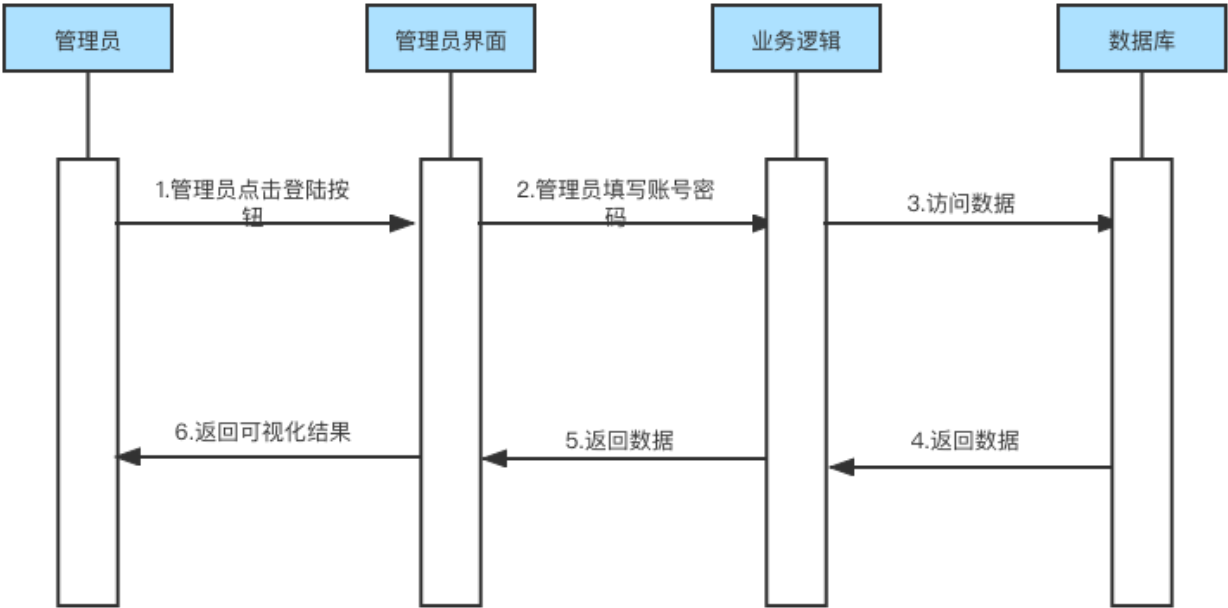 管理员
管理员界面
业务逻辑
数据库
1.管理员点击登陆按
钮
2.管理员填写账号密
码
3.访问数据
6.返回可视化结果
5.返回数据
4.返回数据